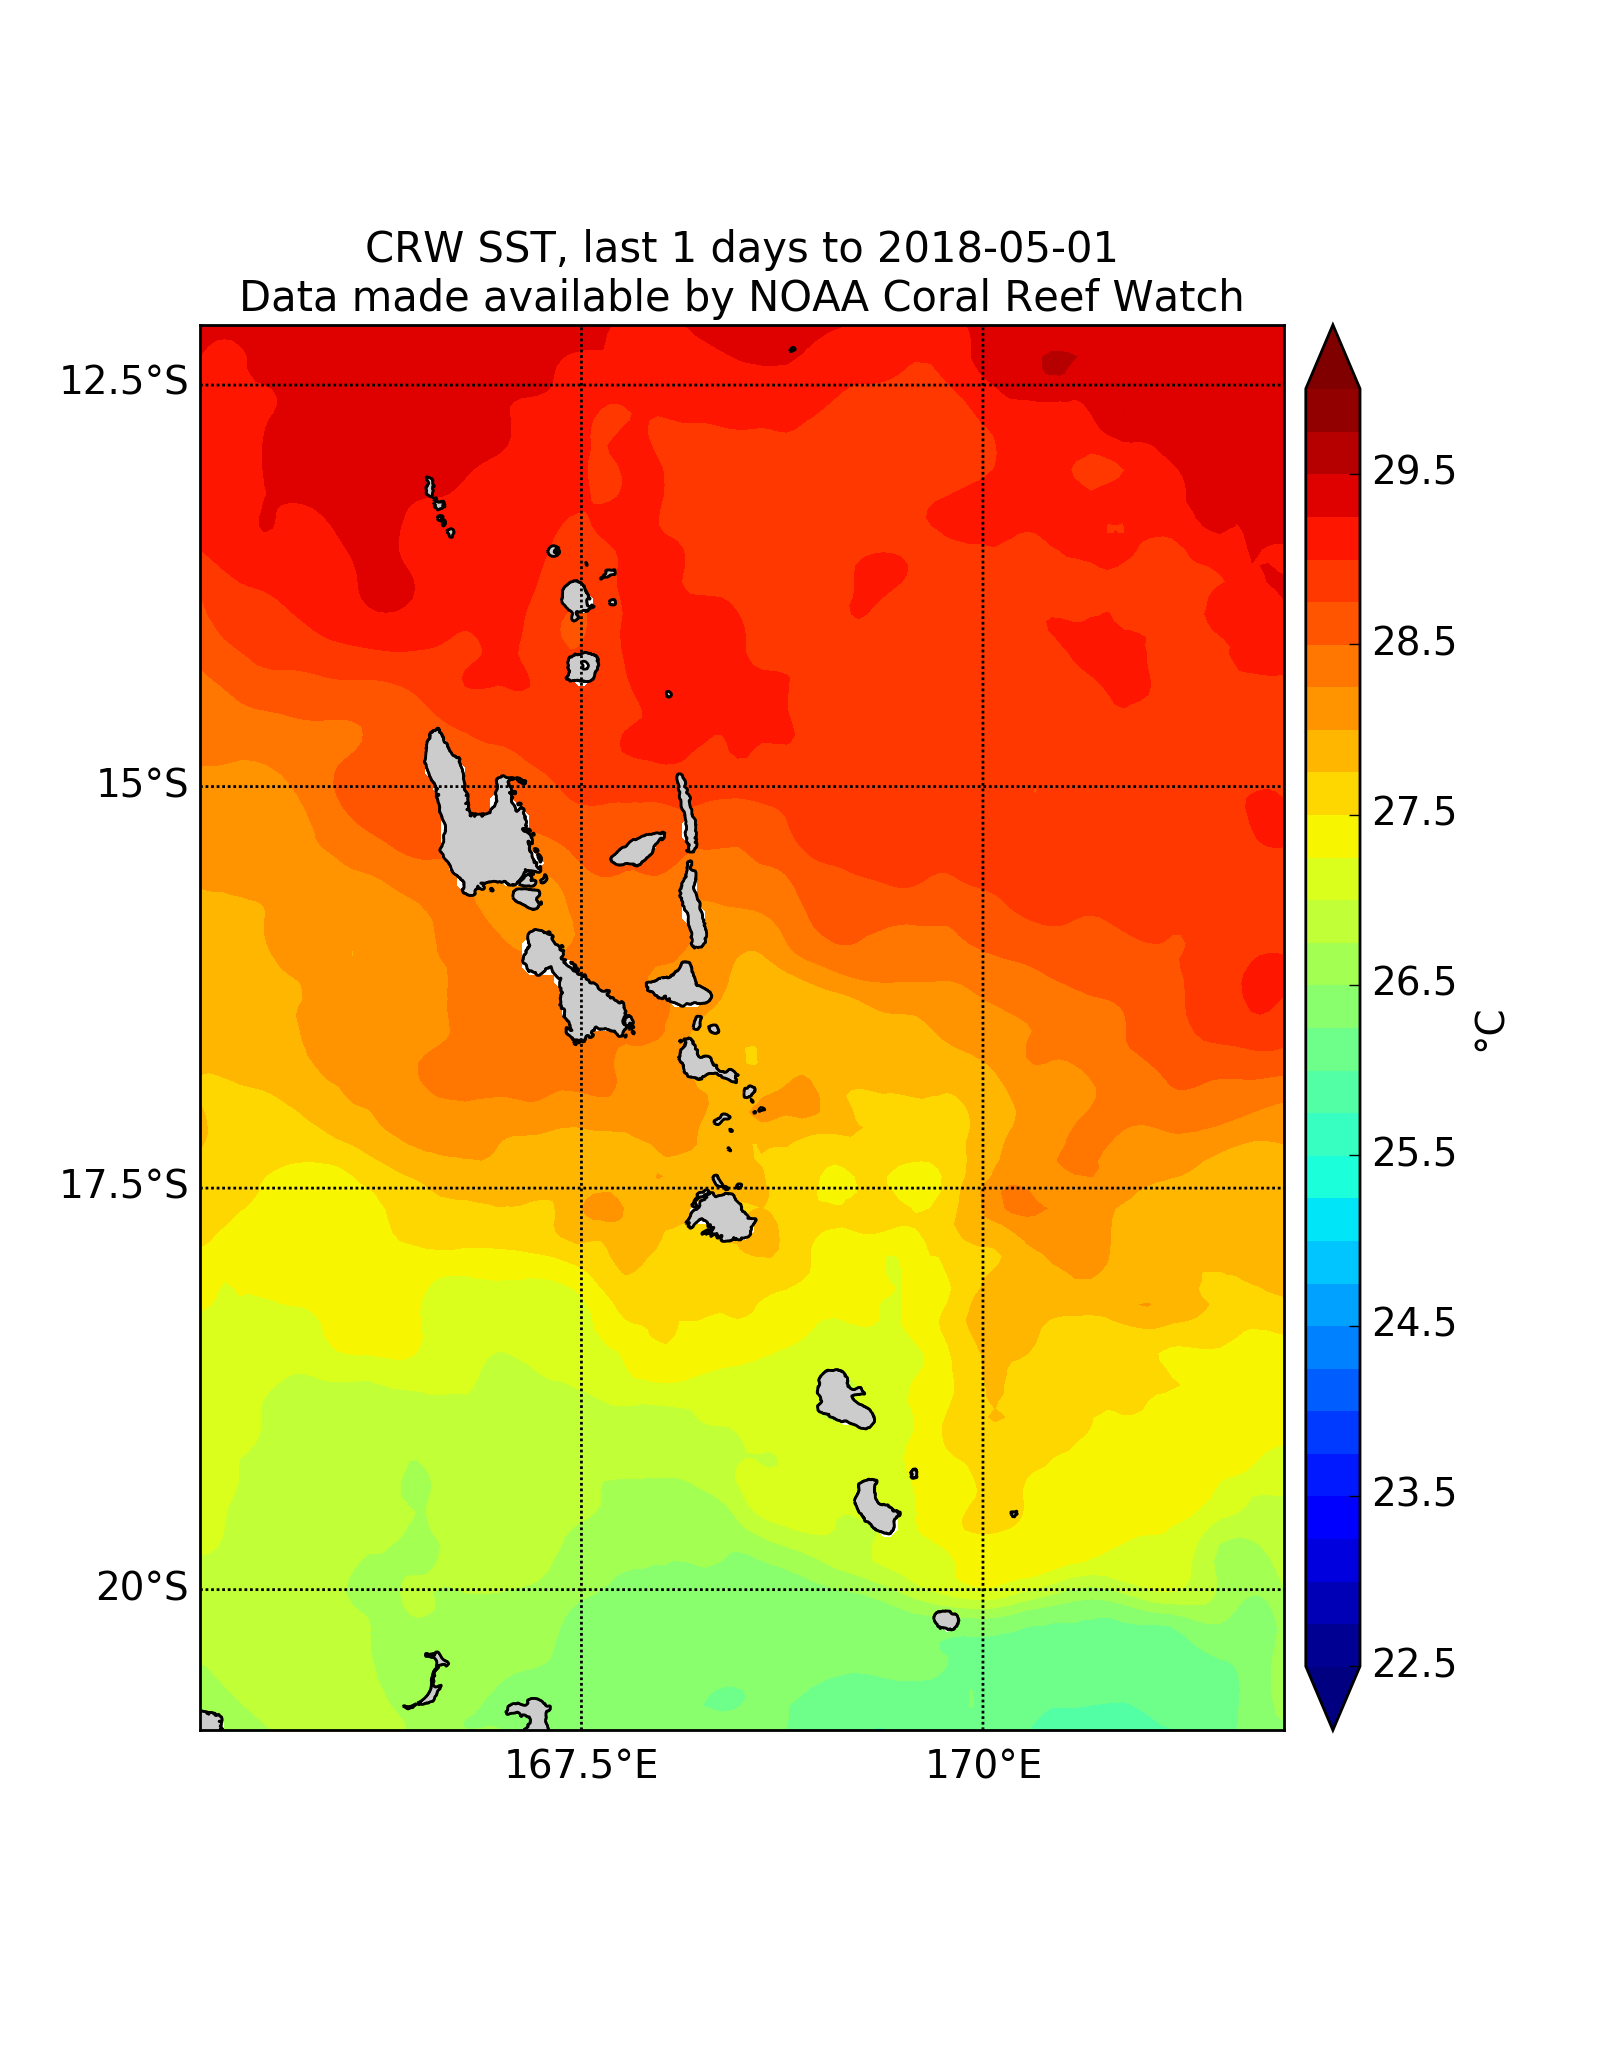 CRW SST, last 1 days to 2018-05-01
Data made available by NOAA Coral Reef Watch
12.5°S
15°S
17.5°S
20°S
167.5°E
170°E
29.5
28.5
27.5
26.5
25.5
24.5
23.5
22.5
°C